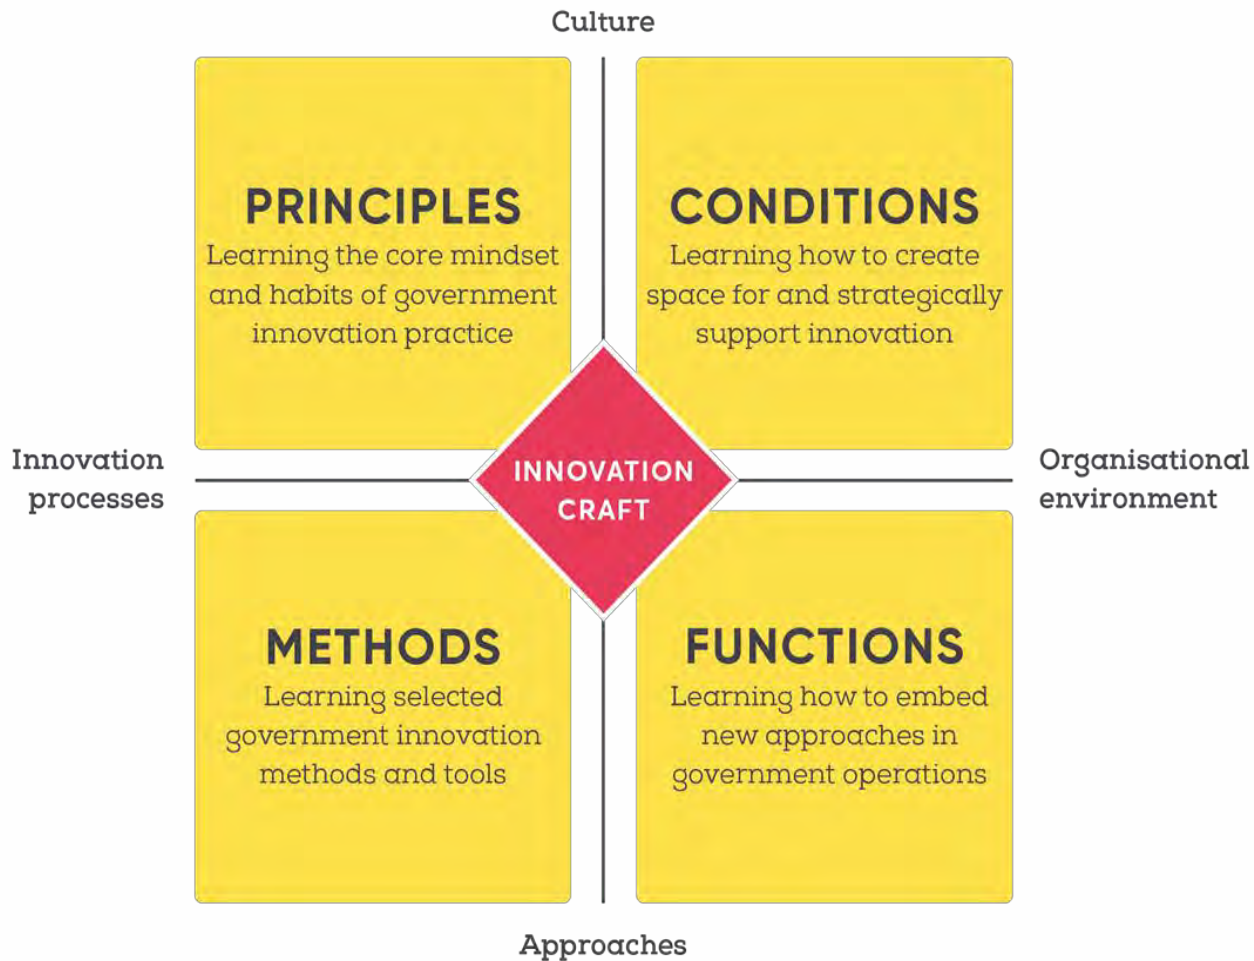 Culture
PRINCIPLES
Learning the core mindset
and habits of government
innovation practice
CONDITIONS
Learning how to create
space for and strategically
support innovation
Innovation
processes
INNOVATION
CRAFT
Organisational
environment
METHODS
Learning selected
government innovation
methods and tools
FUNCTIONS
Learning how to embed
new approaches in
government operations
Approaches